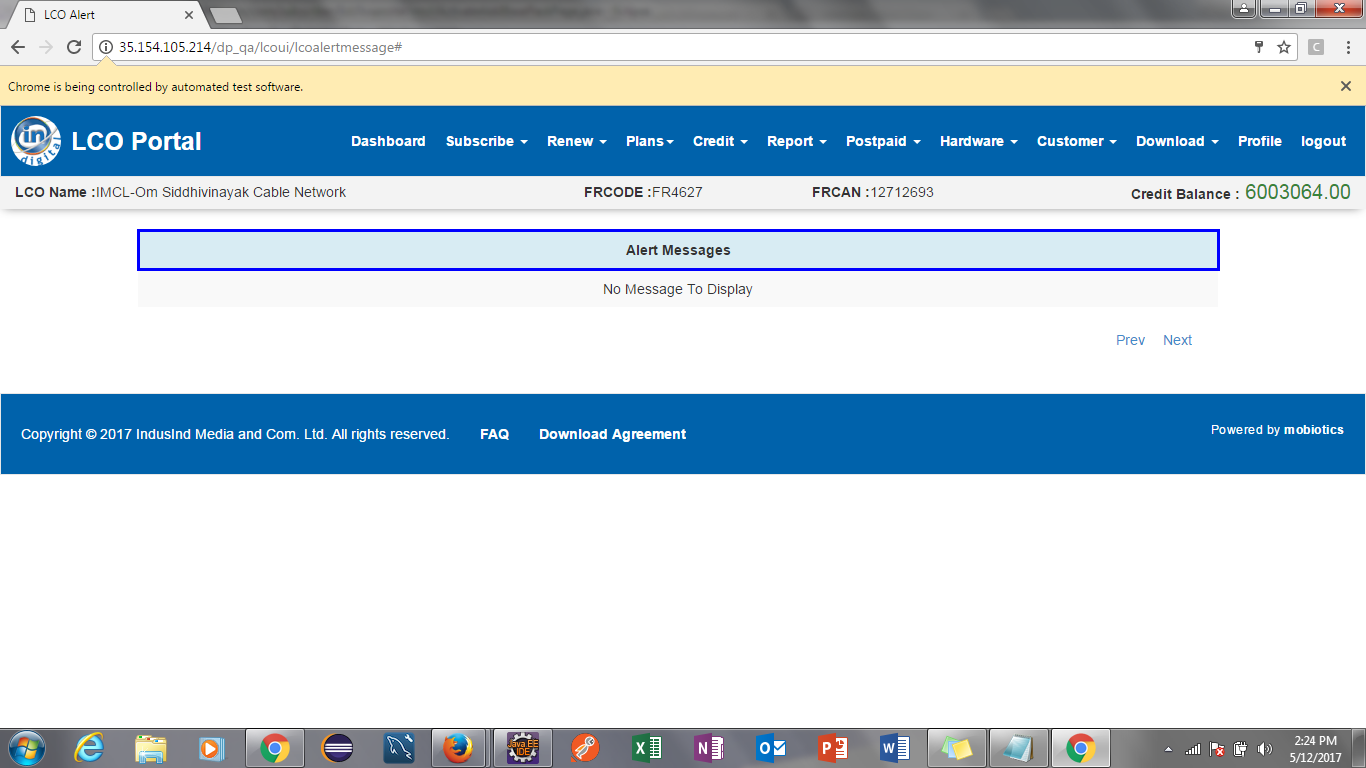 LCO Alert
35.154.105.214/dp_qa/lcoui/lcoalertmessage#
C
Chrome is being controlled by automated test software.
in digital
LCO Portal
Dashboard Subscribe Renew Plans Credit Report Postpaid Hardware Customer Download Profile logout
LCO Name :IMCL-Om Siddhivinayak Cable Network FRCODE :FR4627 FRCAN :12712693 Credit Balance : 6003064.00
Alert Messages
No Message To Display
Prev Next
Copyright © 2017 IndusInd Media and Com. Ltd. All rights reserved. FAQ Download Agreement Powered by mobiotics
Java EE
IDE
2:24 PM
5/12/2017